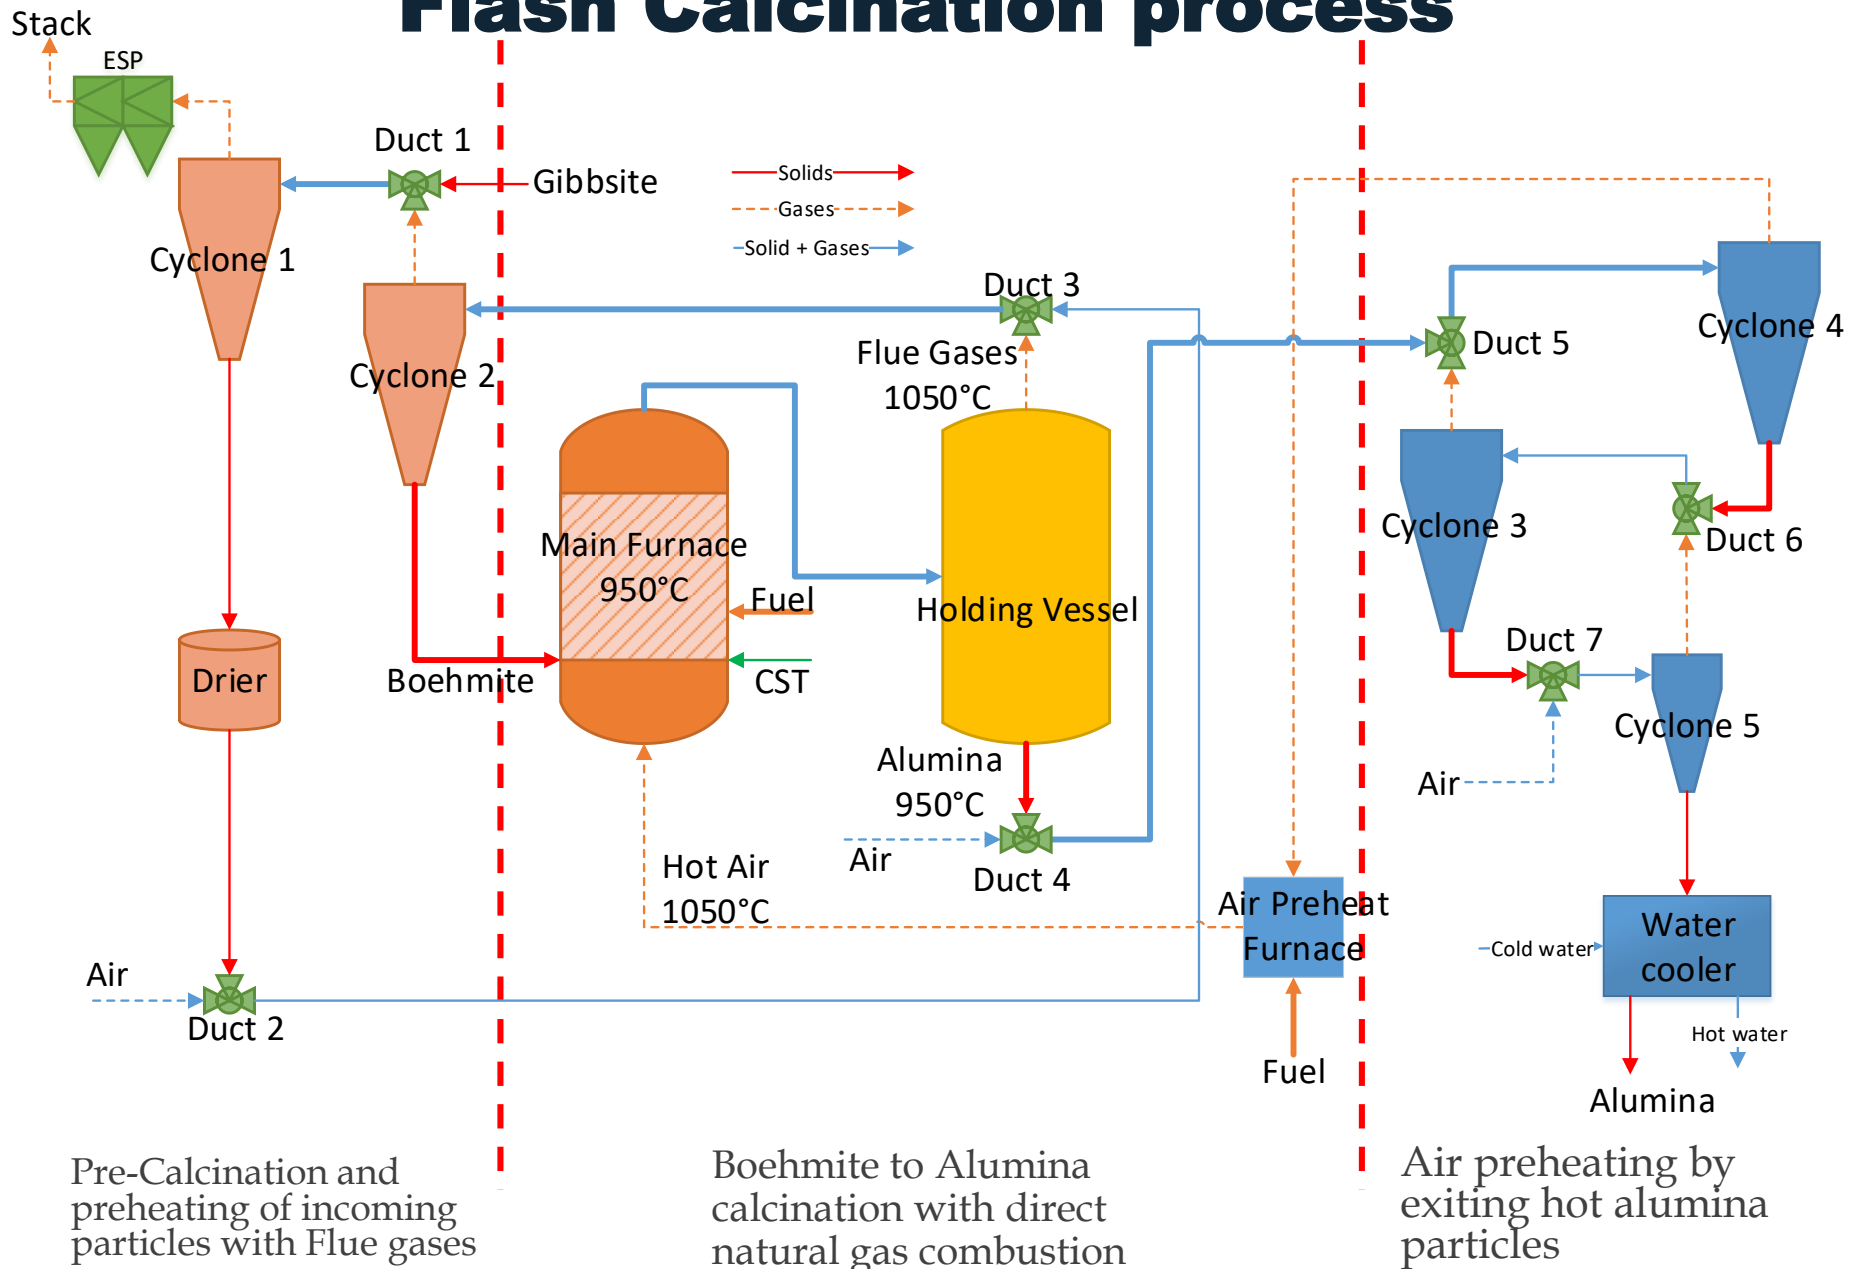 Flash Calcination process
Stack
ESP
Duct 1
Gibbsite
Cyclone 1
Solids
Gases
Solid + Gases
Duct 3
Flue Gases
1050°C
Cyclone 2
Duct 5
Cyclone 4
Main Furnace
950°C
Fuel
CST
Boehmite
Holding Vessel
Cyclone 3
Duct 6
Duct 7
Cyclone 5
Air
Drier
Alumina
950°C
Air
Duct 4
Hot Air
1050°C
Air Preheat
Furnace
Fuel
Water
cooler
Cold water
Hot water
Alumina
Air
Duct 2
Pre-Calcination and
preheating of incoming
particles with Flue gases
Boehmite to Alumina
calcination with direct
natural gas combustion
Air preheating by
exiting hot alumina
particles